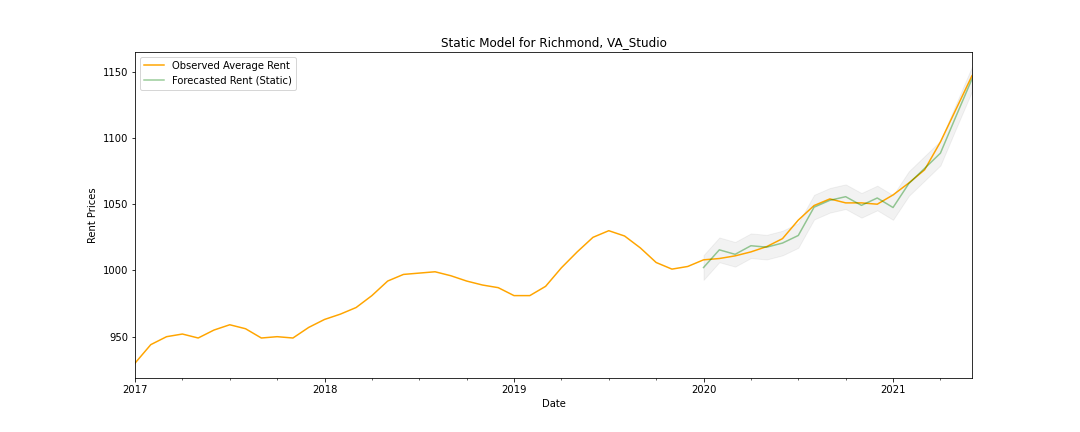 Static Model for Richmond, VA_Studio
Observed Average Rent
Forecasted Rent (Static)
1150
1100
1050
1000
950
Rent Prices
2017
2018
2019
2020
2021
Date